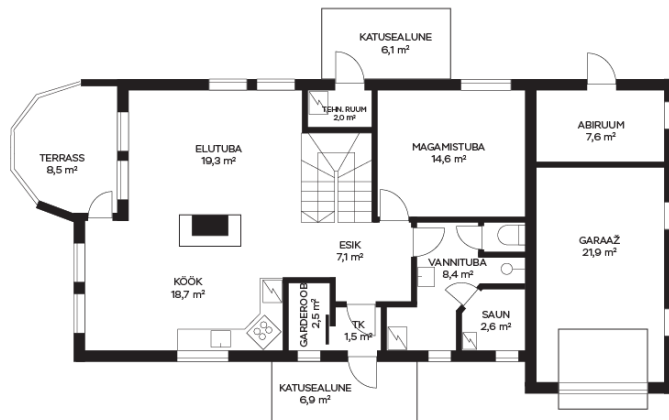 KATUSEALUNE
6,1 m²
TEHN. RUUM
2,0 m²
ABIRUUM
7,6 m²
ELUTUBA
19,3 m²
MAGAMISTUBA
14,6 m²
TERRASS
8,5 m²
ESIK
7,1 m²
GARAAŽ
21,9 m²
VANNITUBA
8,4 m²
KÖÖK
18,7 m²
GARDEROOB
2,5 m²
TK
1,5 m²
SAUN
2,6 m²
KATUSEALUNE
6,9 m²